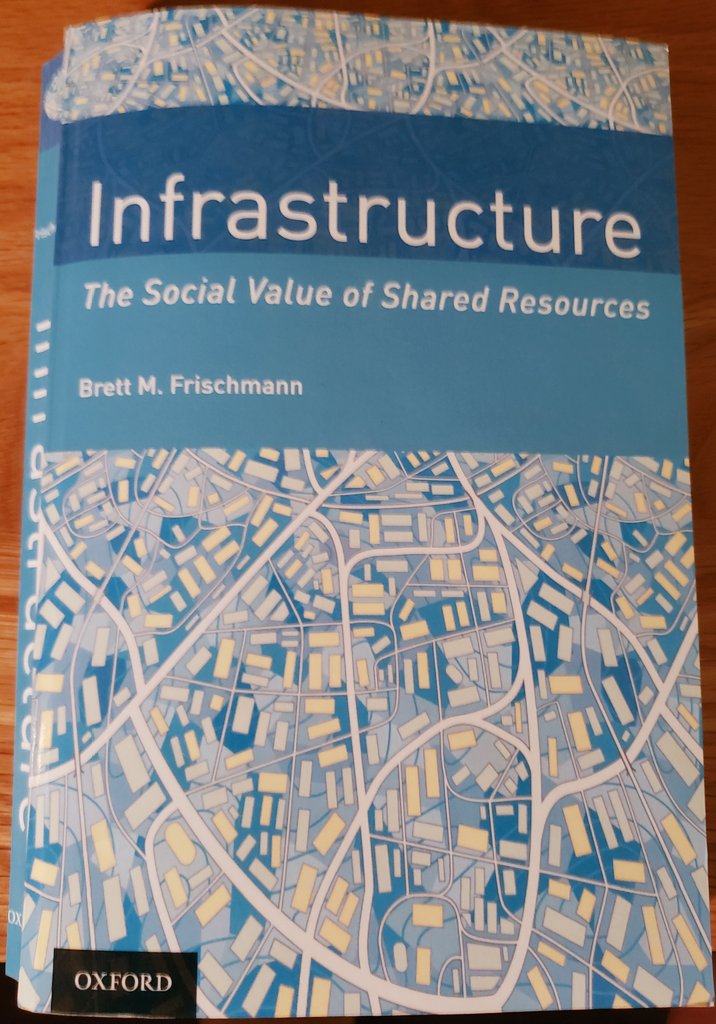 Infrastructure
The Social Value of Shared Resources
Brett M. Frischmann
OXFORD